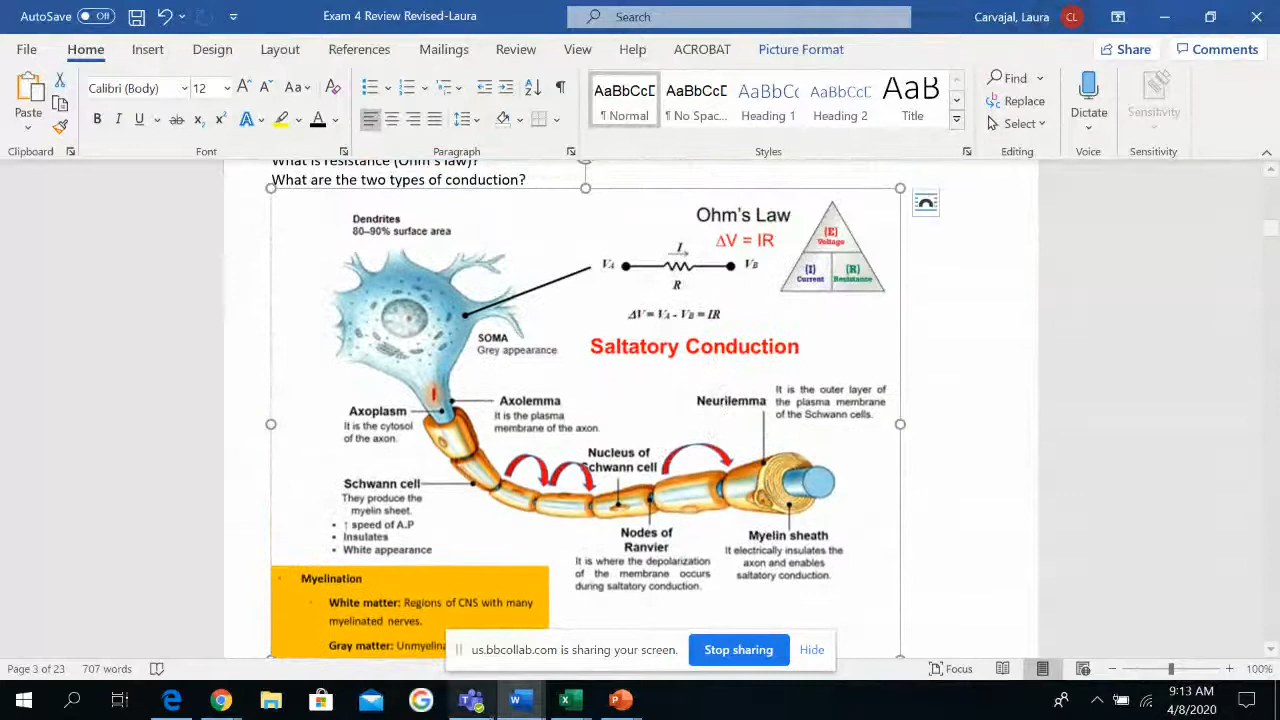 AutoSave Off Exam 4 Review Revised-Laura Search Carvajal, Laura CL
File Home Insert Design Layout References Mailings Review View Help ACROBAT Picture Format Share Comments
Calibri (Body) 12 A A Aa AaBbCcD AaBbCcD AaBbCc AaBbCcD AaB Find
Paste Replace Dictate Sensitivity
B I U ab x₂ x² A A ¶ Normal ¶ No Spac... Heading 1 Heading 2 Title Select
Clipboard Font Paragraph Styles Editing Voice Sensitivity
What is resistance (Ohm's law)?
What are the two types of conduction?
Dendrites
80–90% surface area
Ohm's Law
ΔV = IR
(E)
Voltage
(I)
Current
(R)
Resistance
I
VA VB
R
ΔV = VA - VB = IR
SOMA
Grey appearance
Saltatory Conduction
Axoplasm
It is the cytosol
of the axon.
Axolemma
It is the plasma
membrane of the axon.
Neurilemma
It is the outer layer of
the plasma membrane
of the Schwann cells.
Nucleus of
Schwann cell
Schwann cell
They produce the
myelin sheet.
• ↑ speed of A.P
• Insulates
• White appearance
Nodes of
Ranvier
It is where the depolarization
of the membrane occurs
during saltatory conduction.
Myelin sheath
It electrically insulates the
axon and enables
saltatory conduction.
Myelination
White matter: Regions of CNS with many
myelinated nerves.
Gray matter: Unmyelina
us.bbcollab.com is sharing your screen. Stop sharing Hide
707 words Focus 100%
9:13 AM
4/8/2020